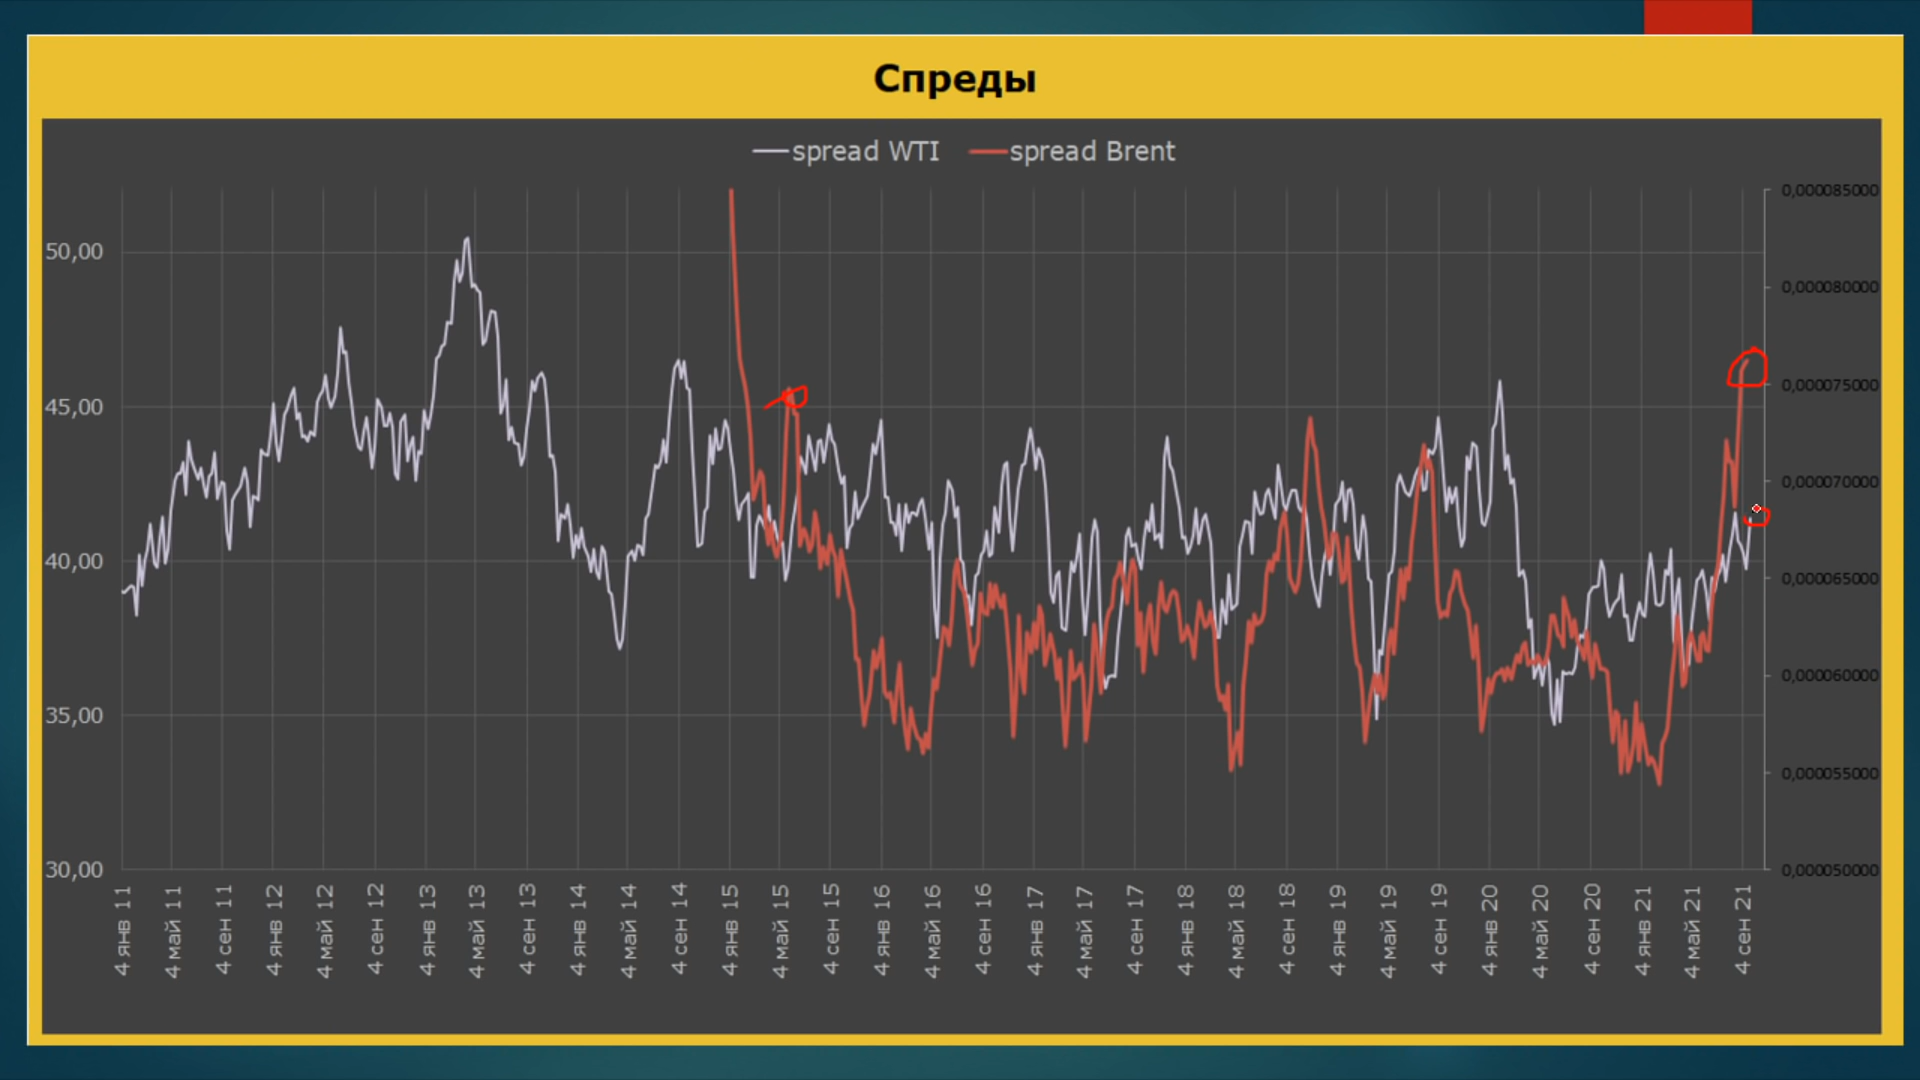 Спреды
spread WTI
spread Brent
50,00
45,00
40,00
35,00
30,00
0,000085000
0,000080000
0,000075000
0,000070000
0,000065000
0,000060000
0,000055000
0,000050000
4 янв 11
4 май 11
4 сен 11
4 янв 12
4 май 12
4 сен 12
4 янв 13
4 май 13
4 сен 13
4 янв 14
4 май 14
4 сен 14
4 янв 15
4 май 15
4 сен 15
4 янв 16
4 май 16
4 сен 16
4 янв 17
4 май 17
4 сен 17
4 янв 18
4 май 18
4 сен 18
4 янв 19
4 май 19
4 сен 19
4 янв 20
4 май 20
4 сен 20
4 янв 21
4 май 21
4 сен 21